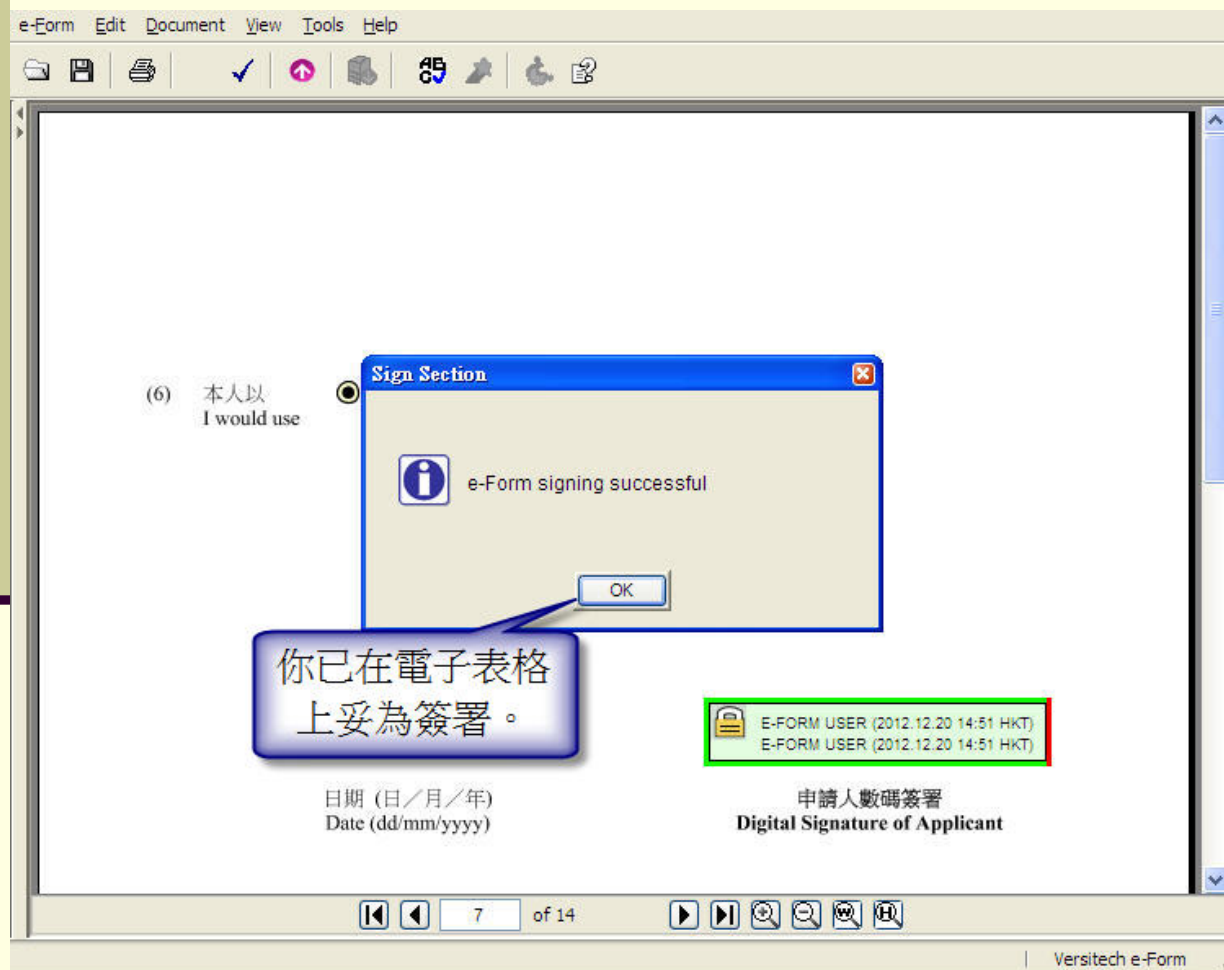 e-Form Edit Document View Tools Help
(6) 本人以
I would use
Sign Section
e-Form signing successful
OK
你已在電子表格
上妥為簽署。
E-FORM USER (2012.12.20 14:51 HKT)
E-FORM USER (2012.12.20 14:51 HKT)
日期 (日／月／年)
Date (dd/mm/yyyy)
申請人數碼簽署
Digital Signature of Applicant
7 of 14
Versitech e-Form